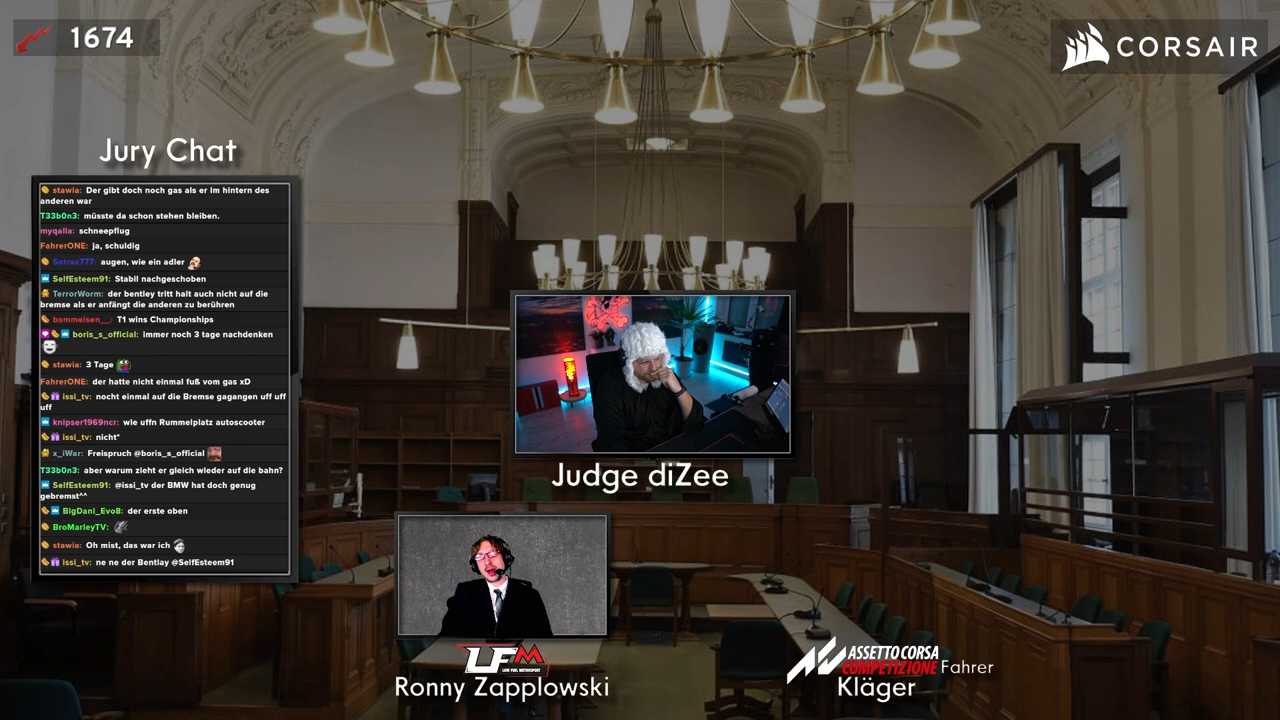 1674
CORSAIR
Jury Chat
stawia: Der gibt doch noch gas als er im hintern des
anderen war
T33b0n3: müsste da schon stehen bleiben.
myqalla: schneepflug
FahrerONE: ja, schuldig
Sotrax777: augen, wie ein adler
SelfEsteem91: Stabil nachgeschoben
TerrorWorm: der bentley tritt halt auch nicht auf die
bremse als er anfängt die anderen zu berühren
bommelsen__: T1 wins Championships
boris_s_official: immer noch 3 tage nachdenken
stawia: 3 Tage
FahrerONE: der hatte nicht einmal fuß vom gas xD
issi_tv: nocht einmal auf die Bremse gagangen uff uff
uff
knipser1969ncr: wie uffn Rummelplatz autoscooter
issi_tv: nicht*
x_iWar: Freispruch @boris_s_official
T33b0n3: aber warum zieht er gleich wieder auf die bahn?
SelfEsteem91: @issi_tv der BMW hat doch genug
gebremst^^
BigDani_Evo8: der erste oben
BroMarleyTV:
stawia: Oh mist, das war ich
issi_tv: ne ne der Bentlay @SelfEsteem91
Judge diZee
LFM
LOW FUEL MOTORSPORT
Ronny Zapplowski
ASSETTO CORSA
COMPETIZIONE Fahrer
Kläger